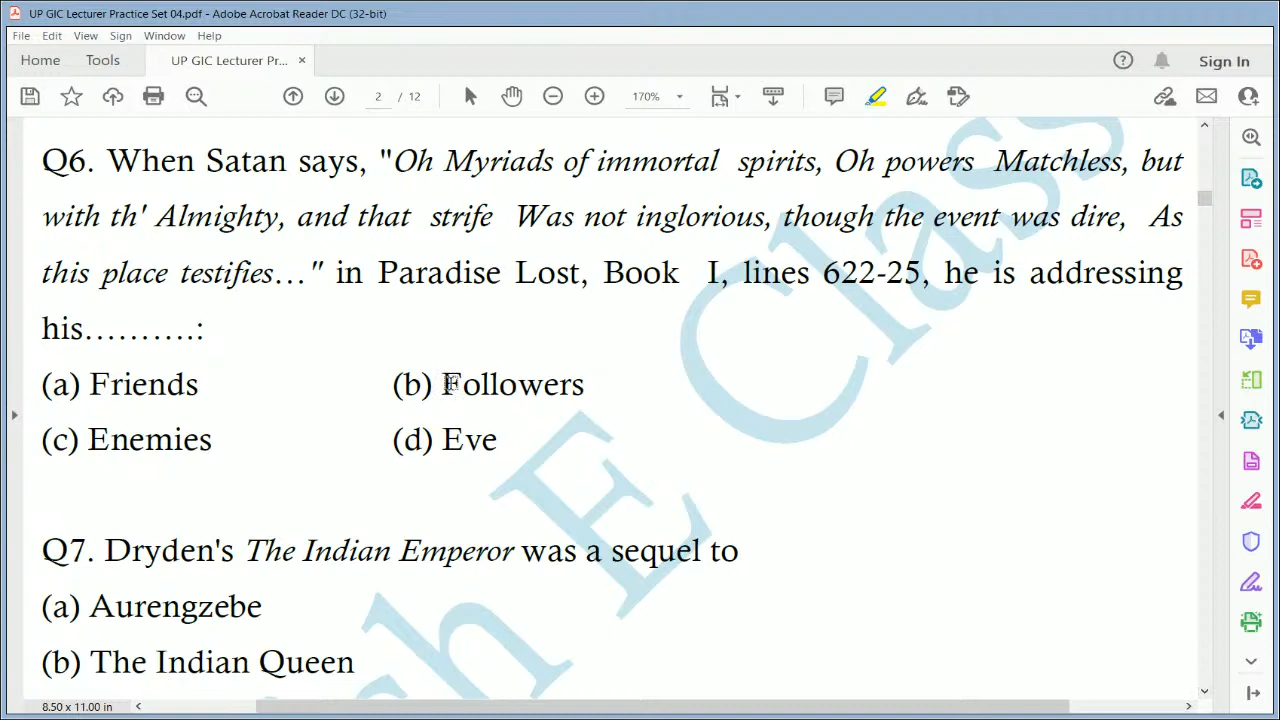 UP GIC Lecturer Practice Set 04.pdf - Adobe Acrobat Reader DC (32-bit)
File Edit View Sign Window Help
Home Tools UP GIC Lecturer Pr... × Sign In
2 / 12 170%
Q6. When Satan says, "Oh Myriads of immortal spirits, Oh powers Matchless, but
with th' Almighty, and that strife Was not inglorious, though the event was dire, As
this place testifies…" in Paradise Lost, Book I, lines 622-25, he is addressing
his……….:
(a) Friends (b) Followers
(c) Enemies (d) Eve
Q7. Dryden's The Indian Emperor was a sequel to
(a) Aurengzebe
(b) The Indian Queen
8.50 x 11.00 in